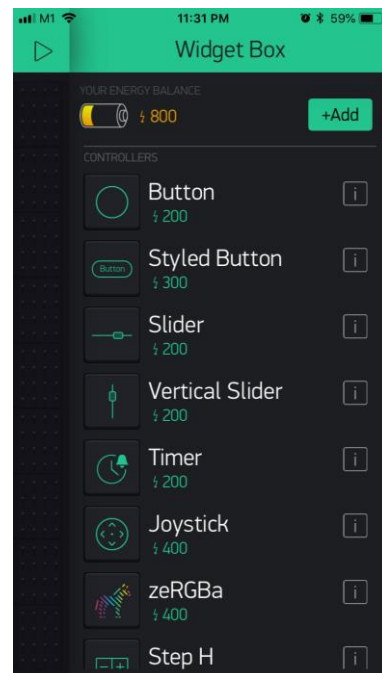 M1 11:31 PM 59%
Widget Box
YOUR ENERGY BALANCE
800
+Add
CONTROLLERS
Button
200
Button
Styled Button
300
Slider
200
Vertical Slider
200
Timer
200
Joystick
400
zeRGBa
400
Step H